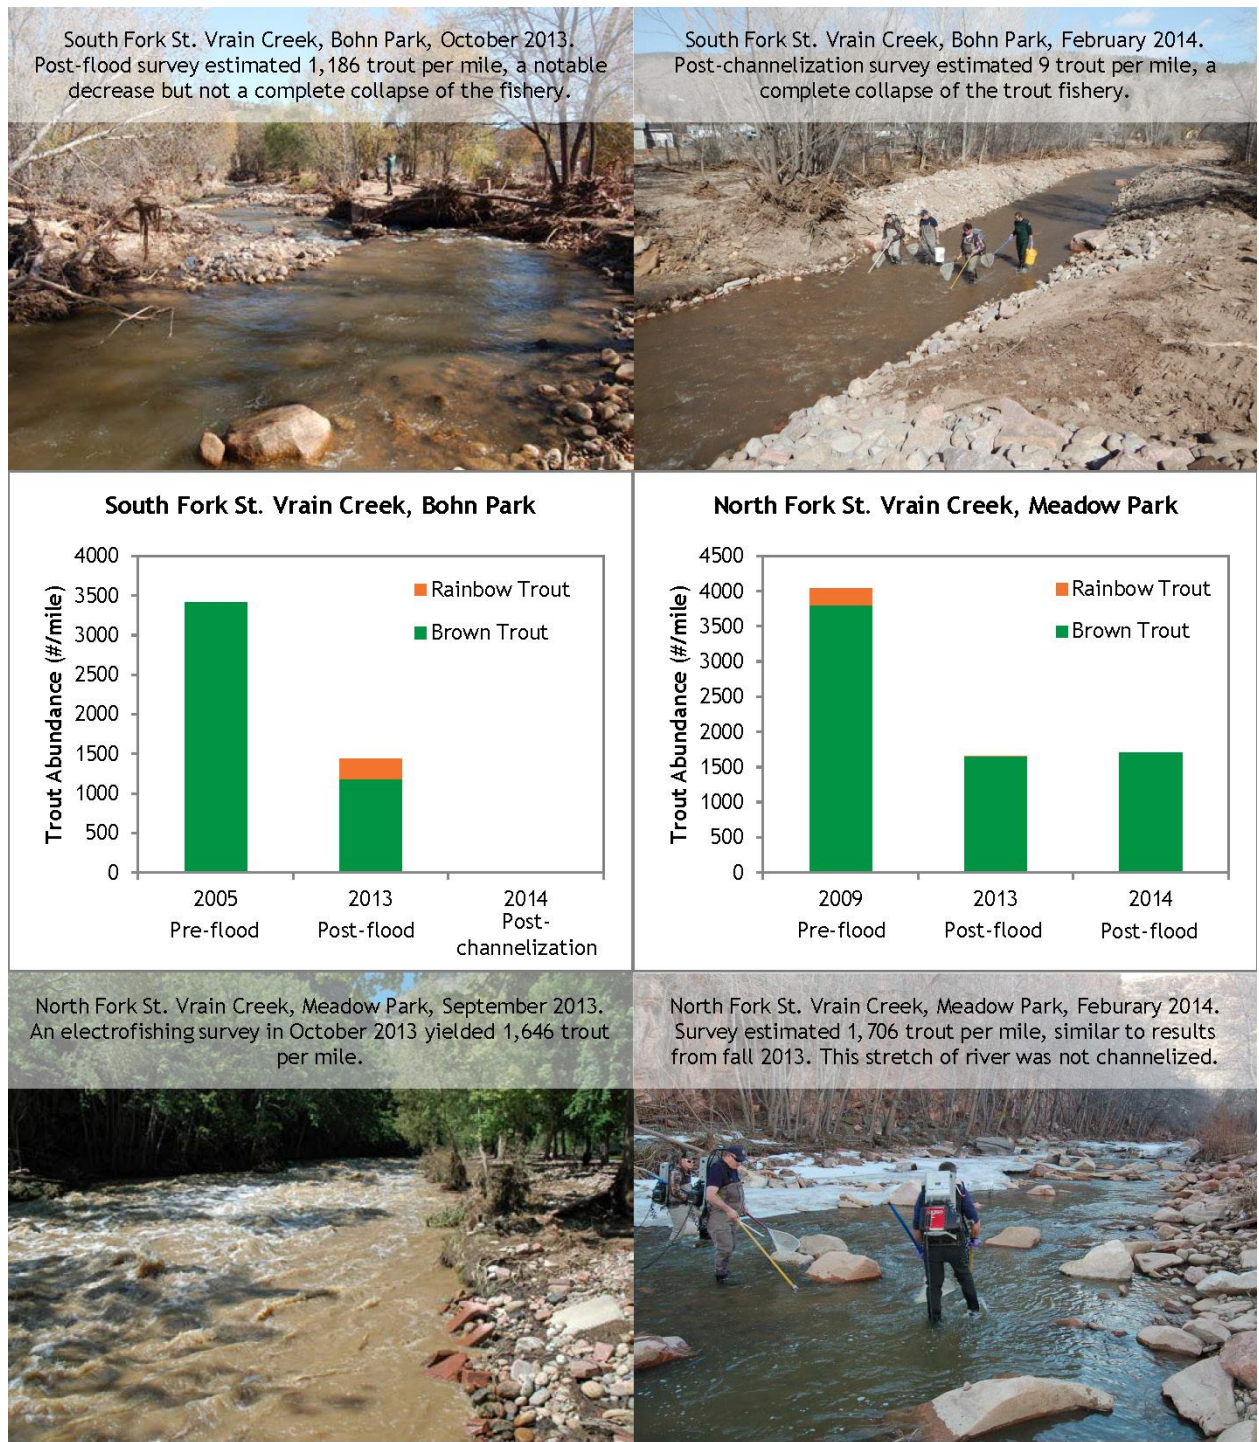 South Fork St. Vrain Creek, Bohn Park, October 2013.
Post-flood survey estimated 1,186 trout per mile, a notable
decrease but not a complete collapse of the fishery.
South Fork St. Vrain Creek, Bohn Park, February 2014.
Post-channelization survey estimated 9 trout per mile, a
complete collapse of the trout fishery.
South Fork St. Vrain Creek, Bohn Park
Trout Abundance (#/mile)
4000
3500
3000
2500
2000
1500
1000
500
0
Rainbow Trout
Brown Trout
2005
Pre-flood
2013
Post-flood
2014
Post-
channelization
North Fork St. Vrain Creek, Meadow Park
Trout Abundance (#/mile)
4500
4000
3500
3000
2500
2000
1500
1000
500
0
Rainbow Trout
Brown Trout
2009
Pre-flood
2013
Post-flood
2014
Post-flood
North Fork St. Vrain Creek, Meadow Park, September 2013.
An electrofishing survey in October 2013 yielded 1,646 trout
per mile.
North Fork St. Vrain Creek, Meadow Park, Feburary 2014.
Survey estimated 1,706 trout per mile, similar to results
from fall 2013. This stretch of river was not channelized.